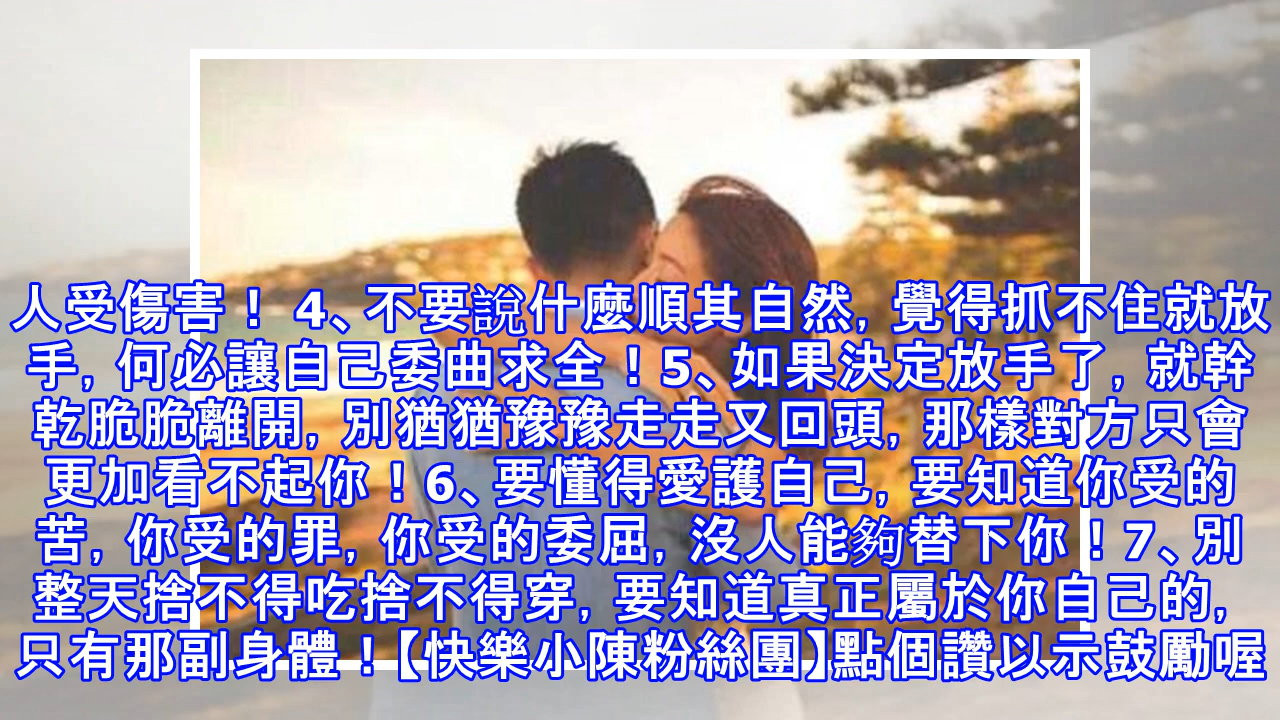 人受傷害！ 4、不要說什麼順其自然, 覺得抓不住就放
手, 何必讓自己委曲求全！5、如果決定放手了, 就幹
乾脆脆離開, 別猶猶豫豫走走又回頭, 那樣對方只會
更加看不起你！6、要懂得愛護自己, 要知道你受的
苦, 你受的罪, 你受的委屈, 沒人能夠替下你！7、別
整天捨不得吃捨不得穿, 要知道真正屬於你自己的,
只有那副身體！【快樂小陳粉絲團】點個讚以示鼓勵喔